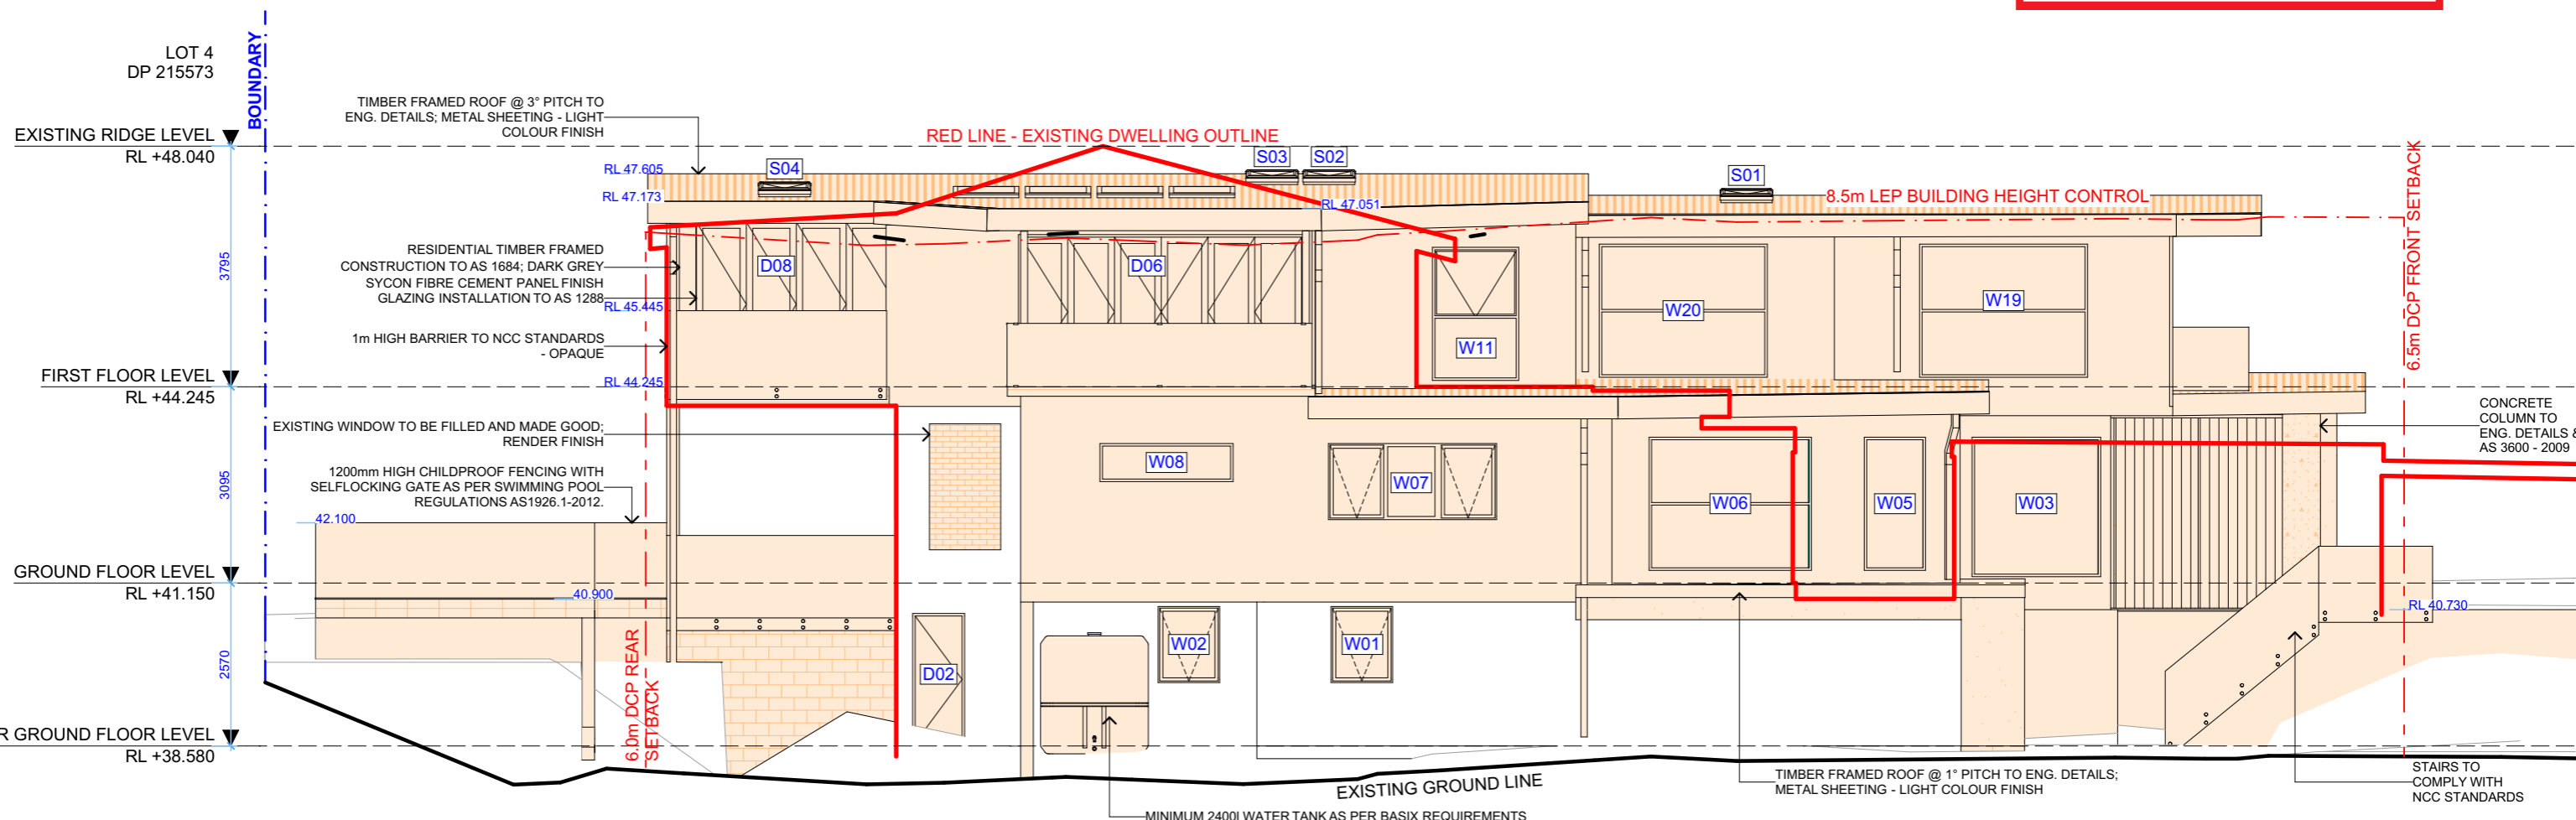 LOT 4
DP 215573
BOUNDARY
EXISTING RIDGE LEVEL
RL +48.040
3795
FIRST FLOOR LEVEL
RL +44.245
3095
GROUND FLOOR LEVEL
RL +41.150
2570
R GROUND FLOOR LEVEL
RL +38.580
TIMBER FRAMED ROOF @ 3° PITCH TO
ENG. DETAILS; METAL SHEETING - LIGHT
COLOUR FINISH
RL 47.605
RL 47.173
RESIDENTIAL TIMBER FRAMED
CONSTRUCTION TO AS 1684; DARK GREY
SYCON FIBRE CEMENT PANEL FINISH
GLAZING INSTALLATION TO AS 1288
RL 45.445
1m HIGH BARRIER TO NCC STANDARDS
- OPAQUE
RL 44.245
EXISTING WINDOW TO BE FILLED AND MADE GOOD;
RENDER FINISH
1200mm HIGH CHILDPROOF FENCING WITH
SELFLOCKING GATE AS PER SWIMMING POOL
REGULATIONS AS1926.1-2012.
42.100
40.900
6.0m DCP REAR
SETBACK
RED LINE - EXISTING DWELLING OUTLINE
S04
S03
S02
S01
RL 47.051
8.5m LEP BUILDING HEIGHT CONTROL
6.5m DCP FRONT SETBACK
D08
D06
W11
W20
W19
W08
W07
W06
W05
W03
D02
W02
W01
CONCRETE
COLUMN TO
ENG. DETAILS &
AS 3600 - 2009
RL 40.730
EXISTING GROUND LINE
MINIMUM 2400l WATER TANK AS PER BASIX REQUIREMENTS
TIMBER FRAMED ROOF @ 1° PITCH TO ENG. DETAILS;
METAL SHEETING - LIGHT COLOUR FINISH
STAIRS TO
COMPLY WITH
NCC STANDARDS